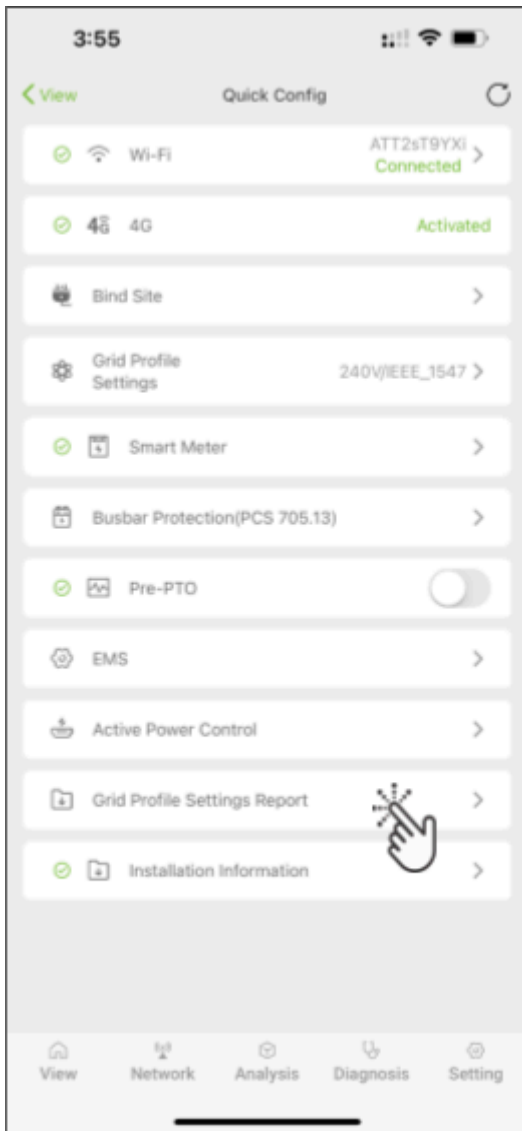 3:55
View
Quick Config
Wi-Fi
ATT2sT9YXi
Connected
4G
4G
Activated
Bind Site
Grid Profile
Settings
240V/IEEE_1547
Smart Meter
Busbar Protection(PCS 705.13)
Pre-PTO
EMS
Active Power Control
Grid Profile Settings Report
Installation Information
View Network Analysis Diagnosis Setting